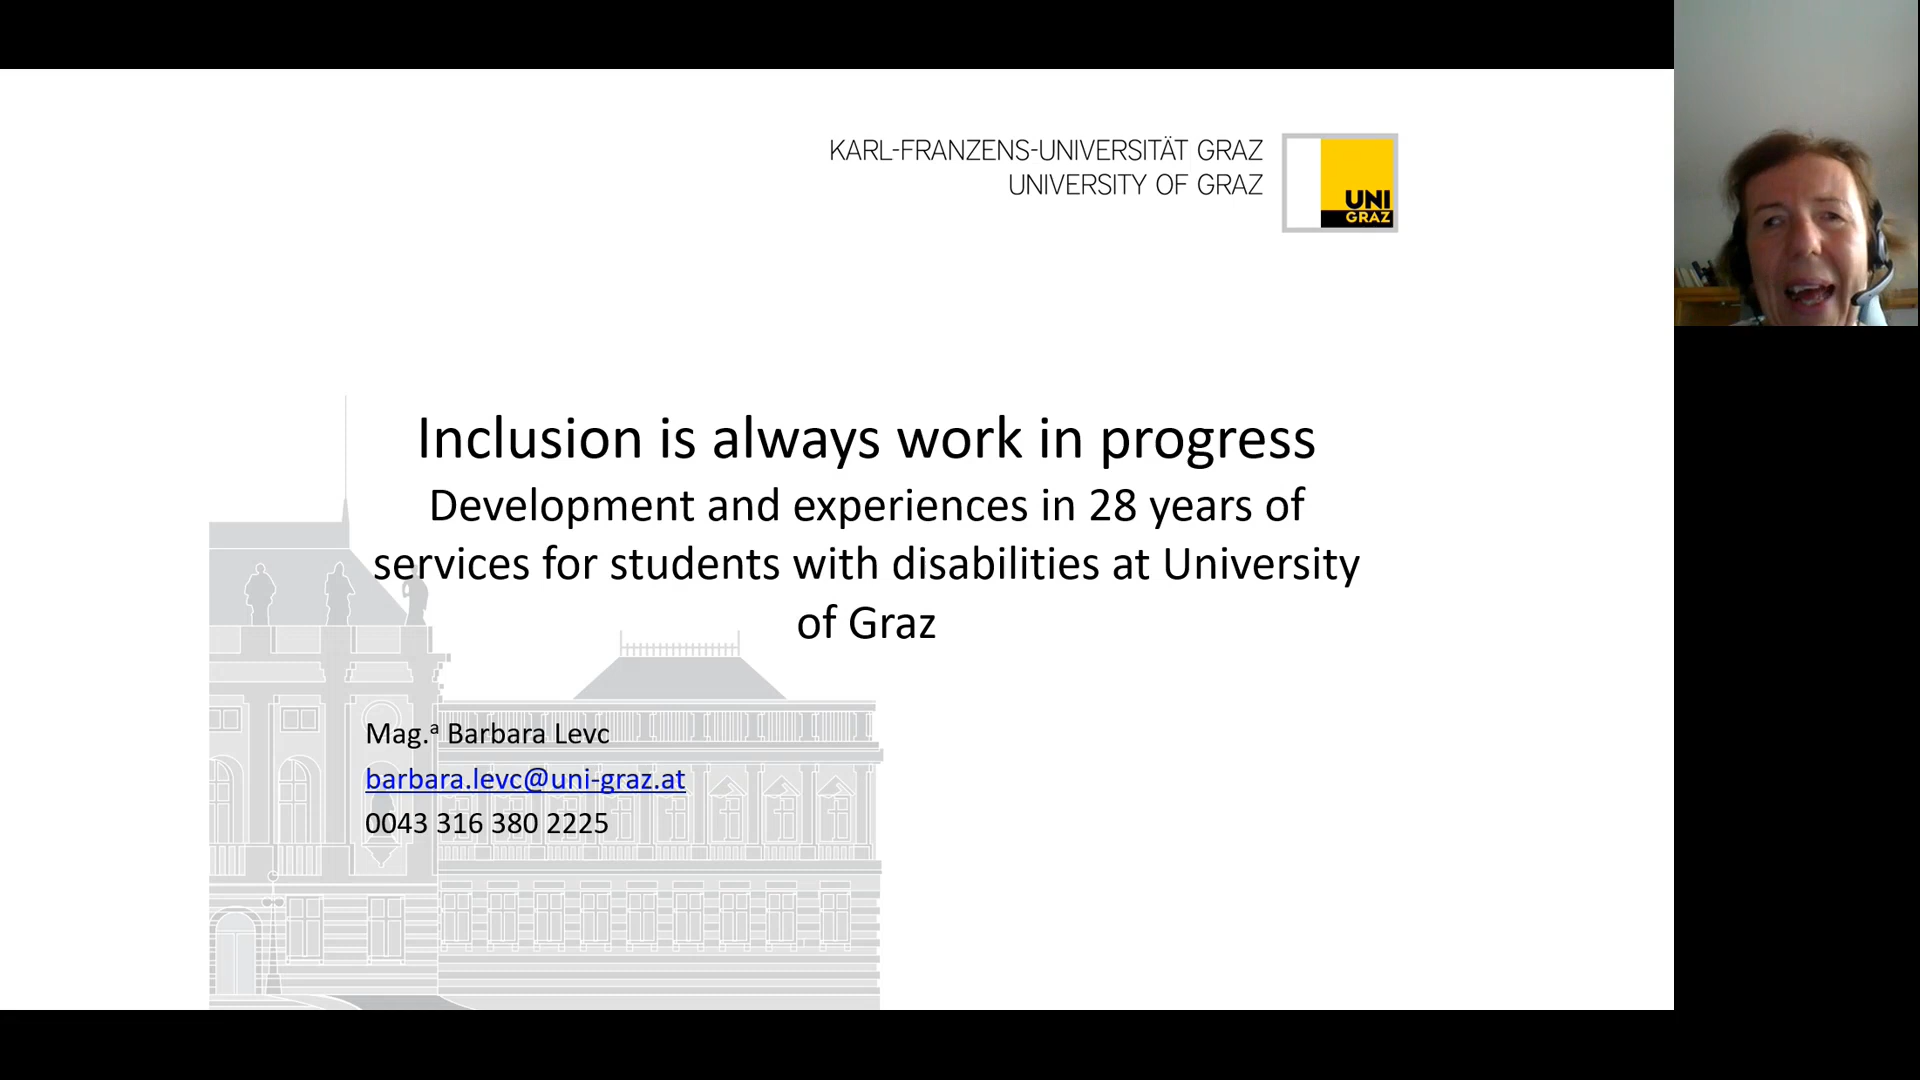 KARL-FRANZENS-UNIVERSITÄT GRAZ
UNIVERSITY OF GRAZ
UNI
GRAZ
Inclusion is always work in progress
Development and experiences in 28 years of
services for students with disabilities at University
of Graz
Mag.ª Barbara Levc
barbara.levc@uni-graz.at
0043 316 380 2225